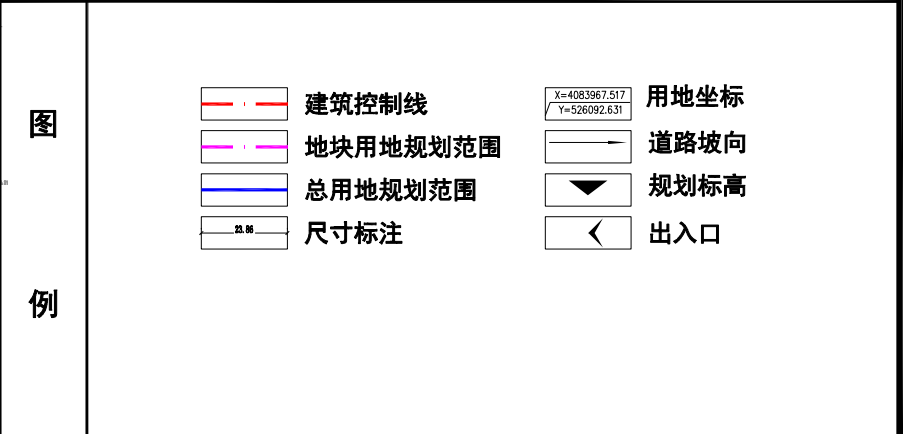 图例
建筑控制线
地块用地规划范围
总用地规划范围
23.86
尺寸标注
X=4083967.517
Y=526092.631
用地坐标
道路坡向
规划标高
出入口